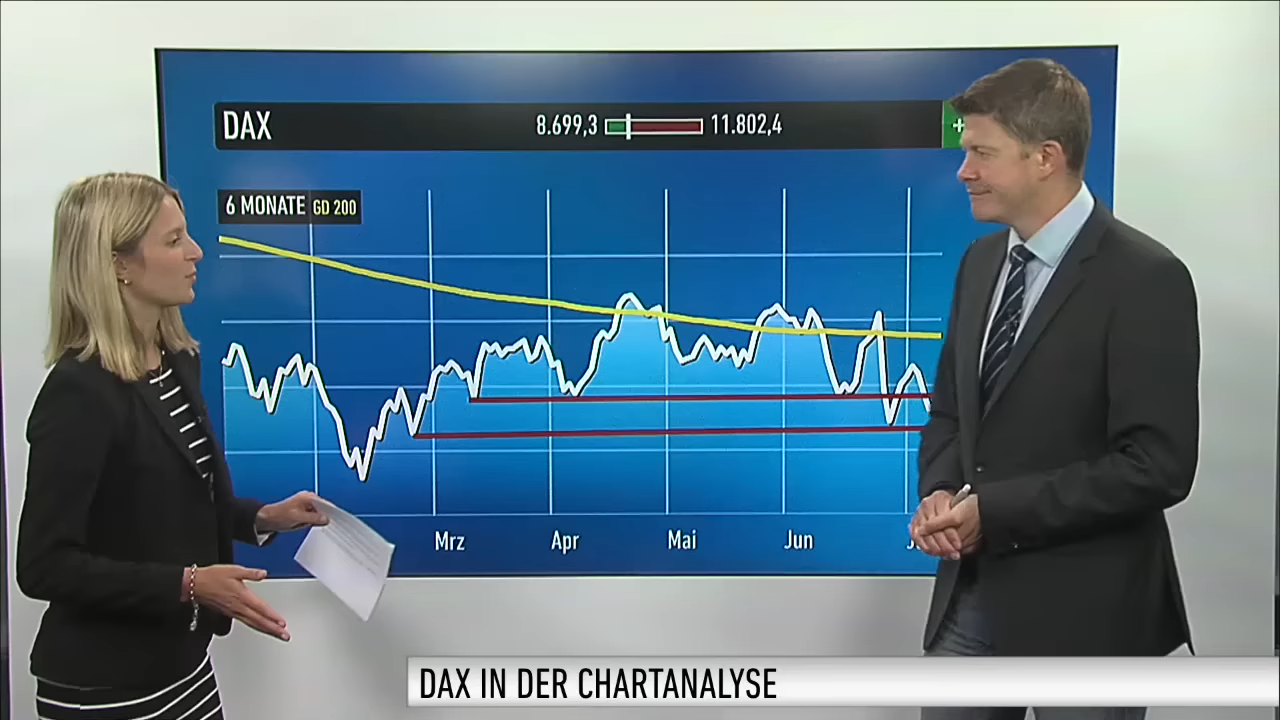 DAX
8.699,3 11.802,4 +
6 MONATE GD 200
Mrz Apr Mai Jun
DAX IN DER CHARTANALYSE